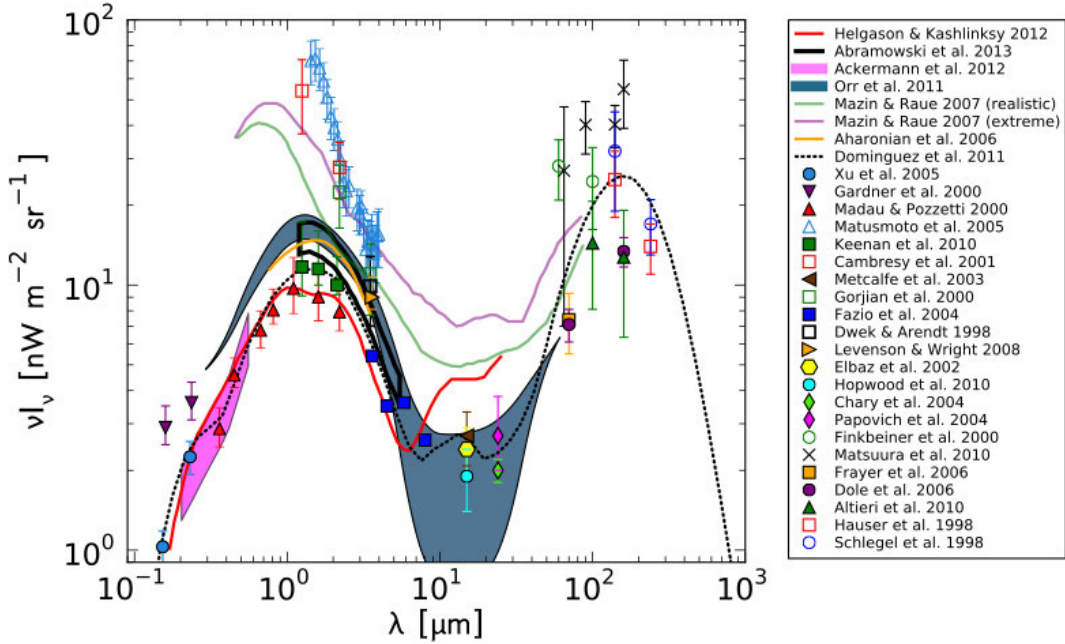 10²
10¹
10⁰
νIν [nW m⁻² sr⁻¹]
10⁻¹ 10⁰ 10¹ 10² 10³
λ [μm]
Helgason & Kashlinksy 2012
Abramowski et al. 2013
Ackermann et al. 2012
Orr et al. 2011
Mazin & Raue 2007 (realistic)
Mazin & Raue 2007 (extreme)
Aharonian et al. 2006
Dominguez et al. 2011
Xu et al. 2005
Gardner et al. 2000
Madau & Pozzetti 2000
Matusmoto et al. 2005
Keenan et al. 2010
Cambresy et al. 2001
Metcalfe et al. 2003
Gorjian et al. 2000
Fazio et al. 2004
Dwek & Arendt 1998
Levenson & Wright 2008
Elbaz et al. 2002
Hopwood et al. 2010
Chary et al. 2004
Papovich et al. 2004
Finkbeiner et al. 2000
Matsuura et al. 2010
Frayer et al. 2006
Dole et al. 2006
Altieri et al. 2010
Hauser et al. 1998
Schlegel et al. 1998